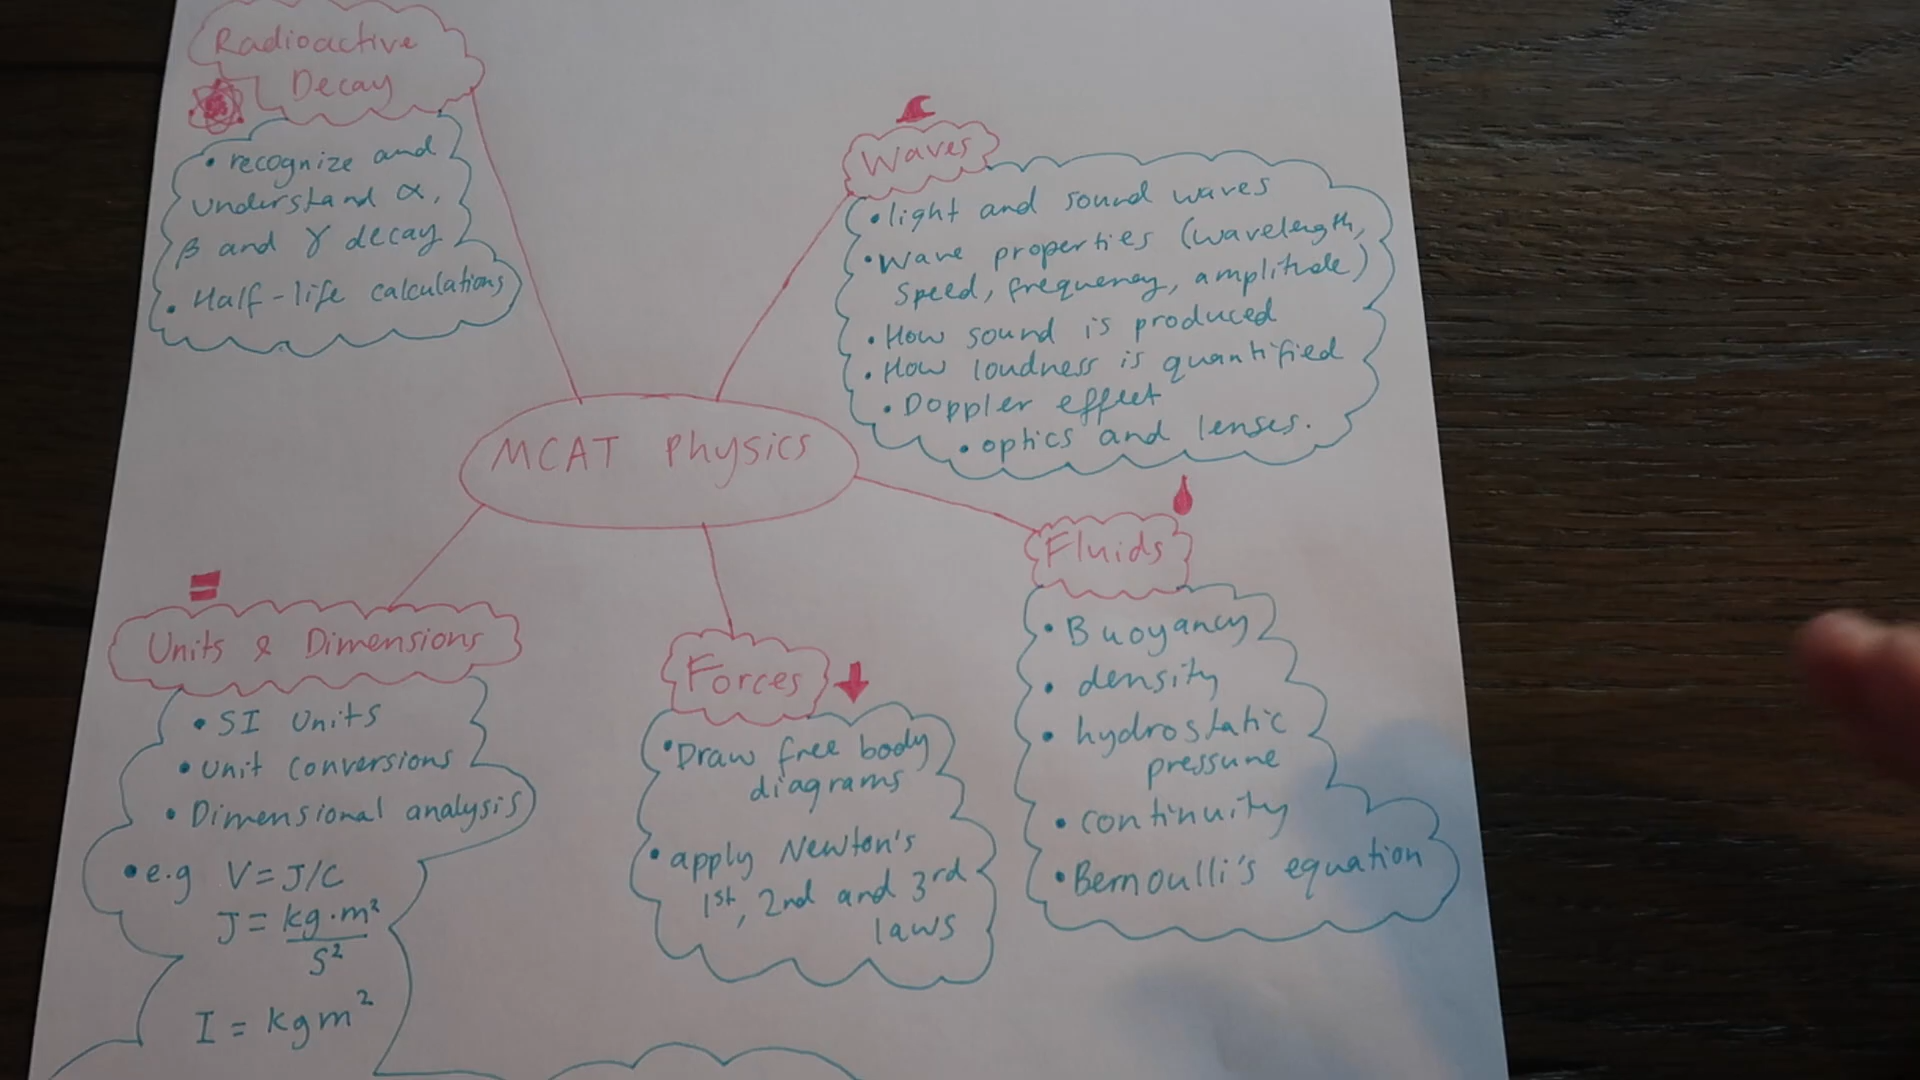 Radioactive
Decay
• recognize and
understand α,
β and γ decay
• Half-life calculations
Waves
• light and sound waves
• wave properties (wavelength,
speed, frequency, amplitude)
• How sound is produced
• How loudness is quantified
• Doppler effect
• optics and lenses.
MCAT Physics
Fluids
• Buoyancy
• density
• hydrostatic
pressure
• continuity
• Bernoulli's equation
Units & Dimensions
• SI Units
• Unit conversions
• Dimensional analysis
• e.g V = J/C
J = kg·m²
s²
I = kgm²
Forces
• Draw free body
diagrams
• apply Newton's
1st, 2nd and 3rd
laws